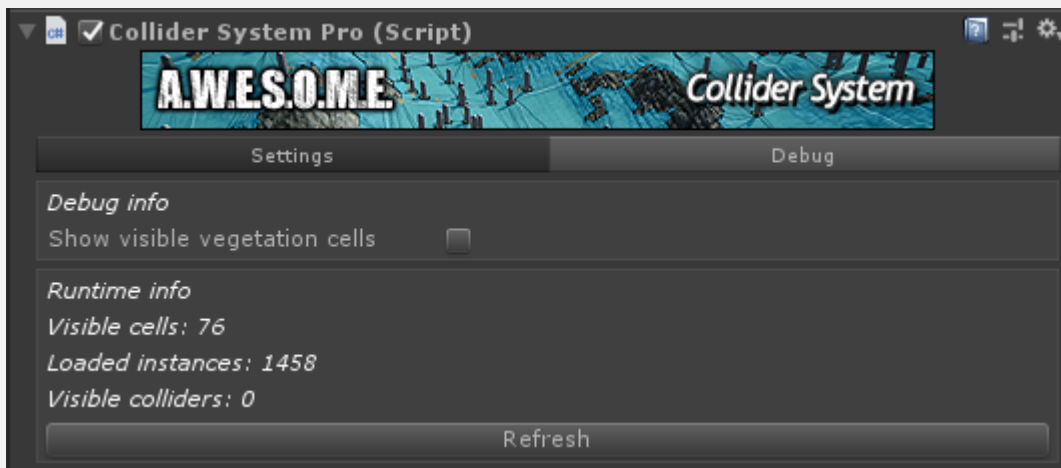 Collider System Pro (Script)
A.W.E.S.O.M.E. Collider System
Settings Debug
Debug info
Show visible vegetation cells
Runtime info
Visible cells: 76
Loaded instances: 1458
Visible colliders: 0
Refresh